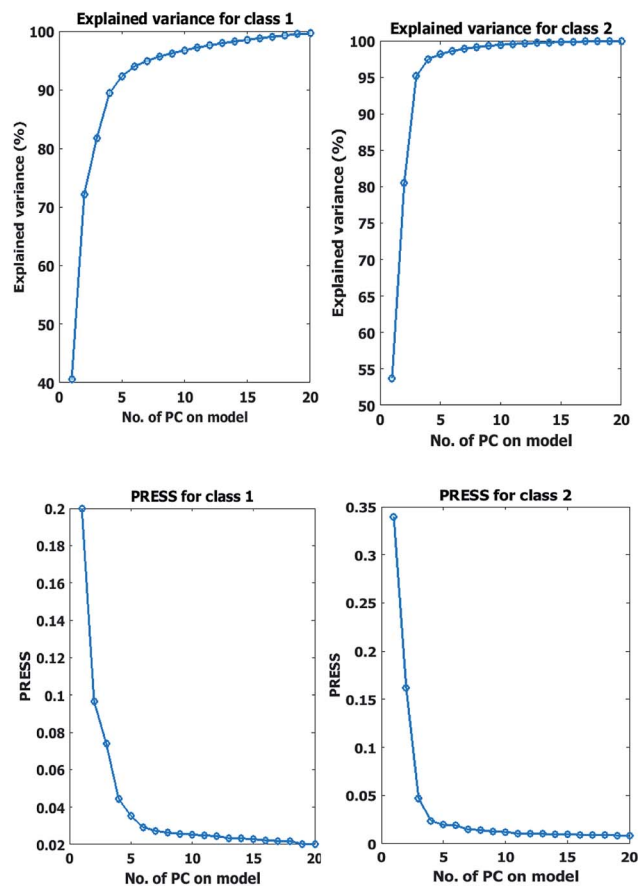 Explained variance for class 1
100
90
80
70
60
50
40
Explained variance (%)
0 5 10 15 20
No. of PC on model
Explained variance for class 2
100
95
90
85
80
75
70
65
60
55
50
Explained variance (%)
0 5 10 15 20
No. of PC on model
PRESS for class 1
0.2
0.18
0.16
0.14
0.12
0.1
0.08
0.06
0.04
0.02
PRESS
0 5 10 15 20
No. of PC on model
PRESS for class 2
0.35
0.3
0.25
0.2
0.15
0.1
0.05
0
PRESS
0 5 10 15 20
No. of PC on model